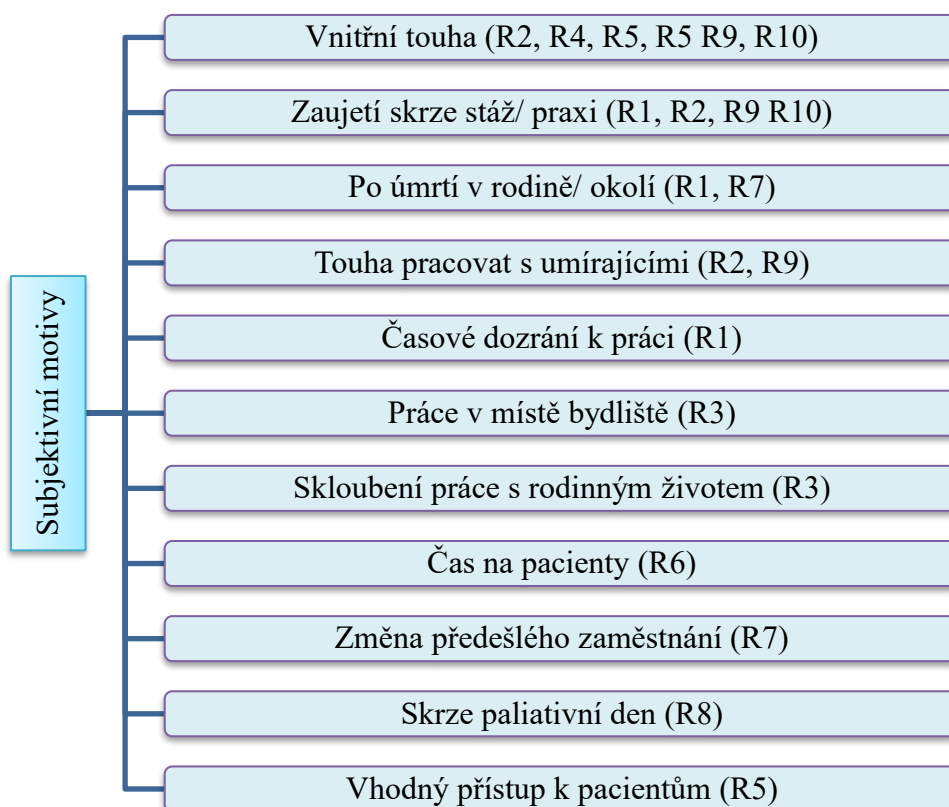 Subjektivní motivy
Vnitřní touha (R2, R4, R5, R5 R9, R10)
Zaujetí skrze stáž/ praxi (R1, R2, R9 R10)
Po úmrtí v rodině/ okolí (R1, R7)
Touha pracovat s umírajícími (R2, R9)
Časové dozrání k práci (R1)
Práce v místě bydliště (R3)
Skloubení práce s rodinným životem (R3)
Čas na pacienty (R6)
Změna předešlého zaměstnání (R7)
Skrze paliativní den (R8)
Vhodný přístup k pacientům (R5)